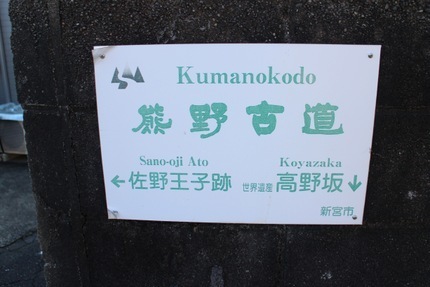 Kumanokodo
熊野古道
Sano-oji Ato Koyazaka
←佐野王子跡 世界遺産 高野坂↓
新宮市